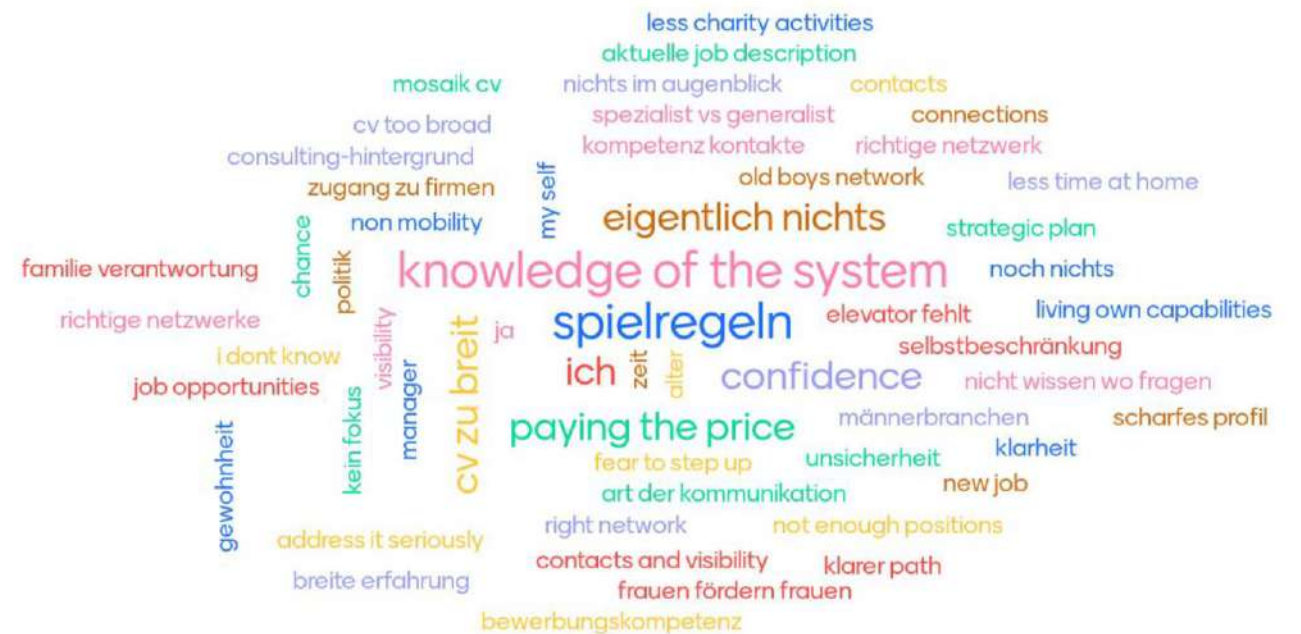 less charity activities
aktuelle job description
mosaik cv
nichts im augenblick
contacts
cv too broad
spezialist vs generalist
connections
consulting-hintergrund
kompetenz kontakte
richtige netzwerk
zugang zu firmen
my self
old boys network
less time at home
chance
non mobility
eigentlich nichts
strategic plan
familie verantwortung
politik
knowledge of the system
noch nichts
richtige netzwerke
visibility
cv zu breit
ja
spielregeln
elevator fehlt
living own capabilities
i dont know
manager
ich
zeit
alter
confidence
selbstbeschränkung
job opportunities
nicht wissen wo fragen
gewohnheit
kein fokus
paying the price
männerbranchen
scharfes profil
fear to step up
unsicherheit
klarheit
art der kommunikation
new job
address it seriously
right network
not enough positions
breite erfahrung
contacts and visibility
klarer path
frauen fördern frauen
bewerbungskompetenz